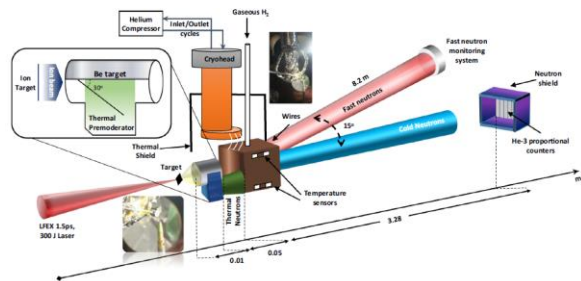 Helium
Compressor
Inlet/Outlet
cycles
Gaseous H₂
Cryohead
Ion
Target
Ion beam
Be target
30°
Thermal
Premoderator
Thermal
Shield
Target
Wires
8.2 m
Fast neutrons
15°
Cold Neutrons
Fast neutron
monitoring
system
Neutron
shield
He-3 proportional
counters
Temperature
sensors
Thermal
Neutrons
LFEX 1.5ps,
300 J Laser
0.01
0.05
3.28
m